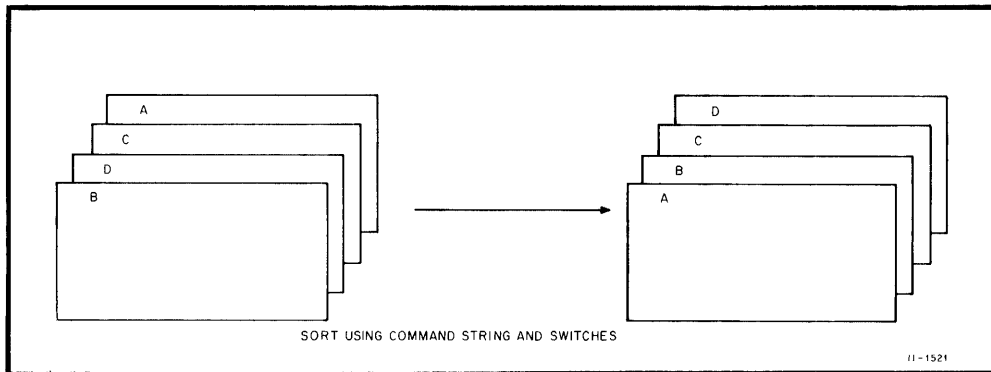 A
C
D
B
D
C
B
A
SORT USING COMMAND STRING AND SWITCHES
11-1521